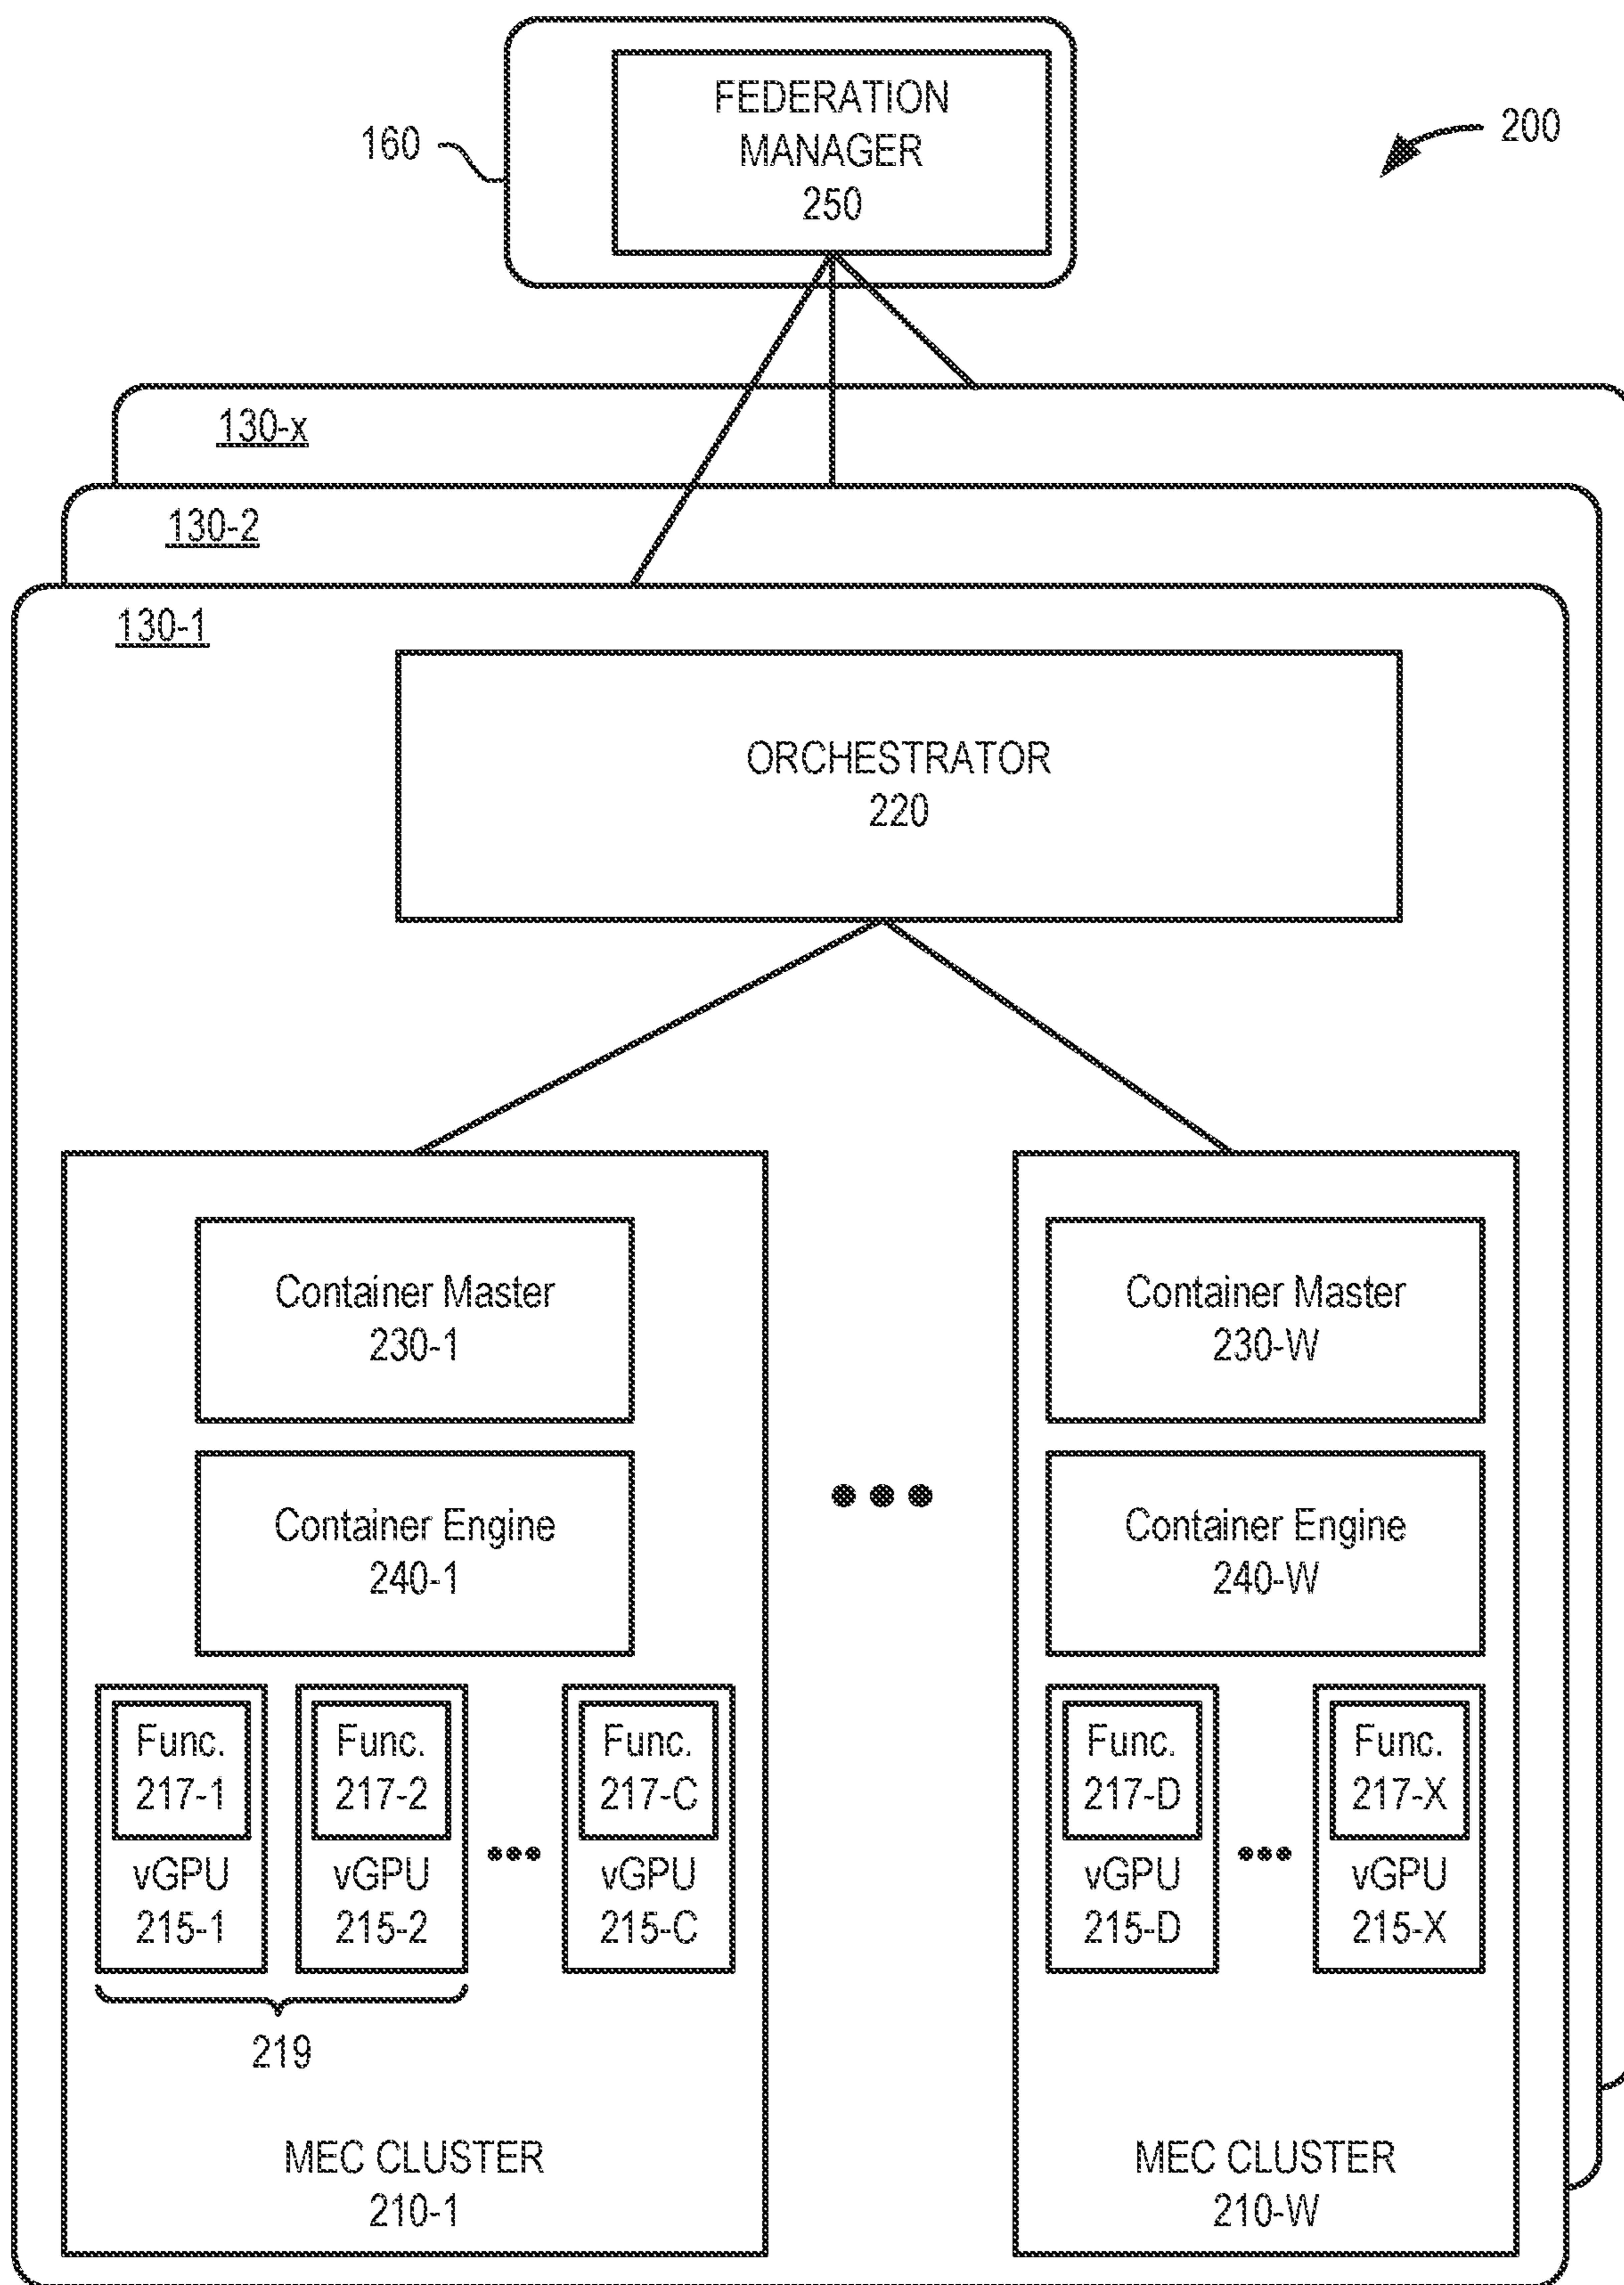 FEDERATION
MANAGER
250
160
200
130-x
130-2
130-1
ORCHESTRATOR
220
Container Master
230-1
Container Master
230-W
Container Engine
240-1
Container Engine
240-W
Func.
217-1
vGPU
215-1
Func.
217-2
vGPU
215-2
Func.
217-C
vGPU
215-C
Func.
217-D
vGPU
215-D
Func.
217-X
vGPU
215-X
219
MEC CLUSTER
210-1
MEC CLUSTER
210-W